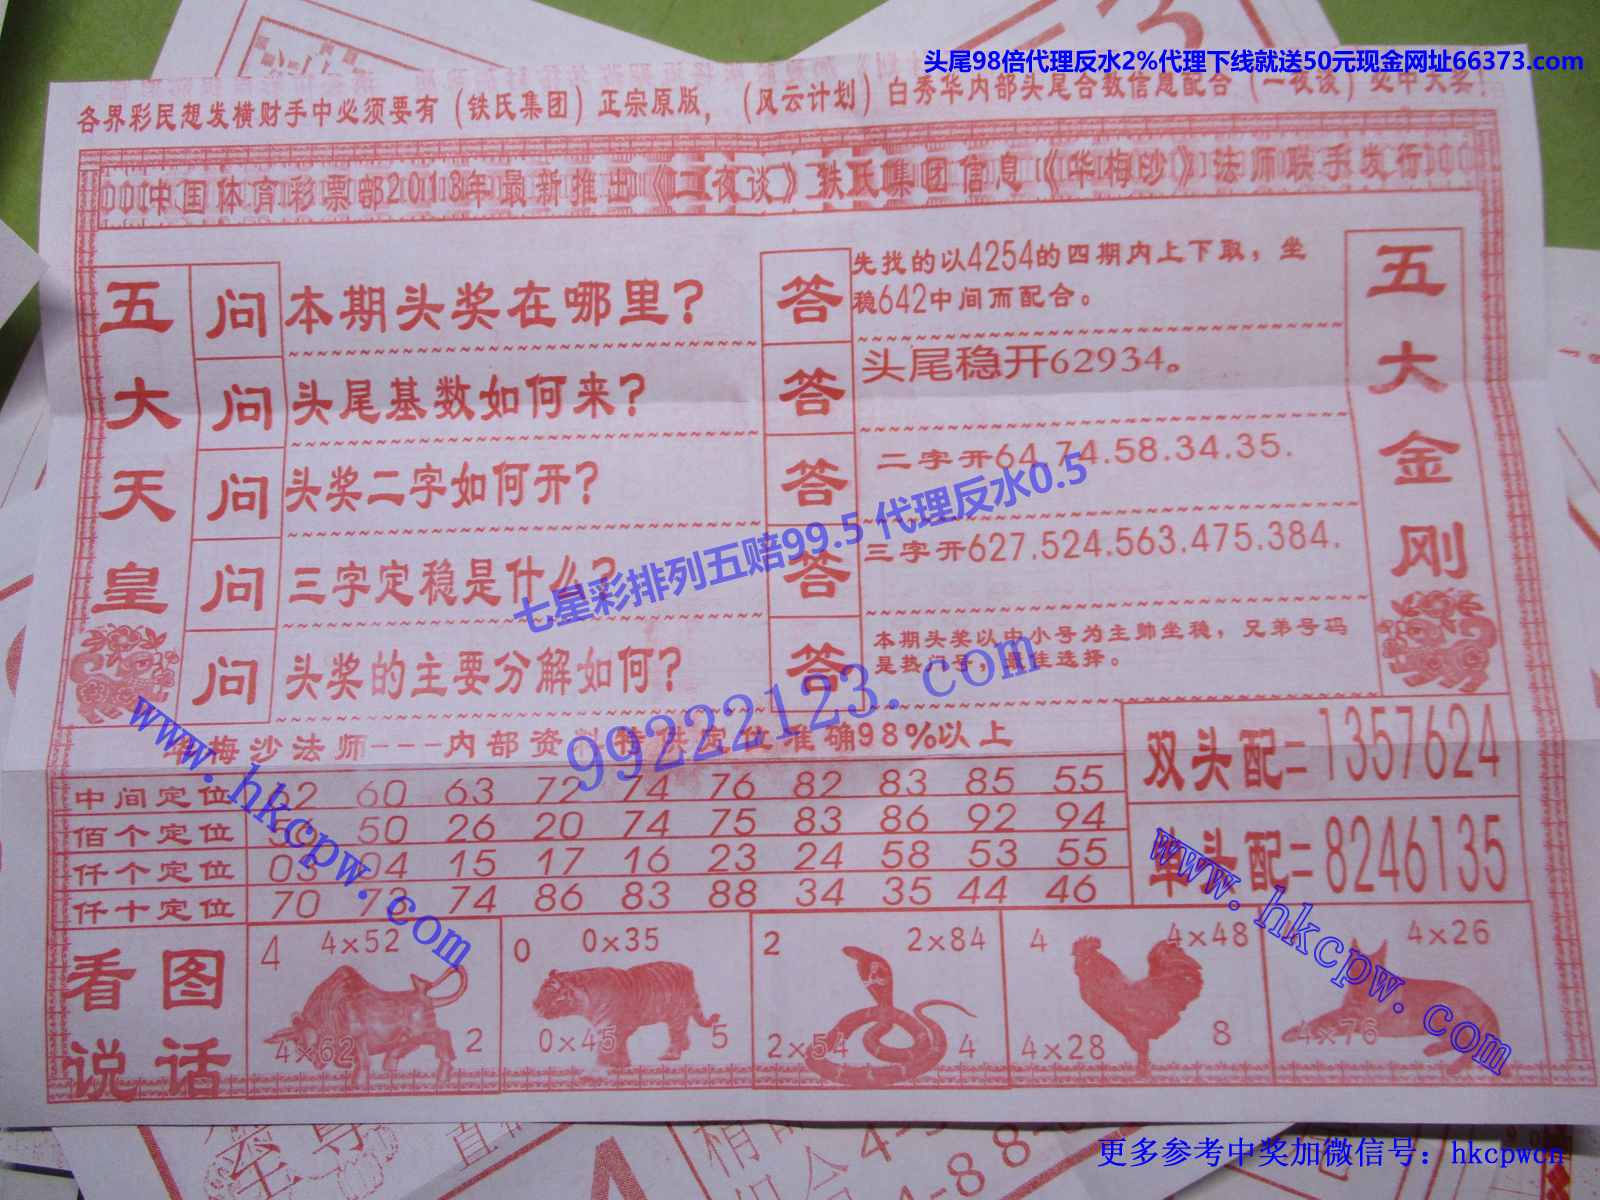 头尾98倍代理反水2%代理下线就送50元现金网址66373.com
各界彩民想发横财手中必须要有（铁氏集团）正宗原版，（风云计划）白秀华内部头尾合数信息配合（一夜谈）必中大奖！
中国体育彩票部2013年最新推出《一夜谈》铁氏集团信息《华梅沙》法师联手发行
五大天皇
问 本期头奖在哪里？
答 先找的以4254的四期内上下取，坐
稳642中间而配合。
问 头尾基数如何来？
答 头尾稳开62934。
问 头奖二字如何开？
答 二字开64.74.58.34.35.
问 三字定稳是什么？
答 三字开627.524.563.475.384.
问 头奖的主要分解如何？
答 本期头奖以中小号为主帅坐稳，兄弟号码
是热门号，最佳选择。
五大金刚
七星彩排列五赔99.5 代理反水0.5
99222123.com
www.hkcpw.com
华梅沙法师---内部资料特供定位准确98%以上
中间定位 62 60 63 72 74 76 82 83 85 55
佰个定位 50 26 20 74 75 83 86 92 94
仟个定位 03 04 15 17 16 23 24 58 53 55
仟十定位 70 73 74 86 83 88 34 35 44 46
双头配=1357624
单头配=8246135
www.hkcpw.com
看图
说话
4 4×52
4×62 2
0 0×35
0×45 5
2 2×84
2×54 4
4 4×48
4×28 8
4×26
4×76
更多参考中奖加微信号：hkcpwcn